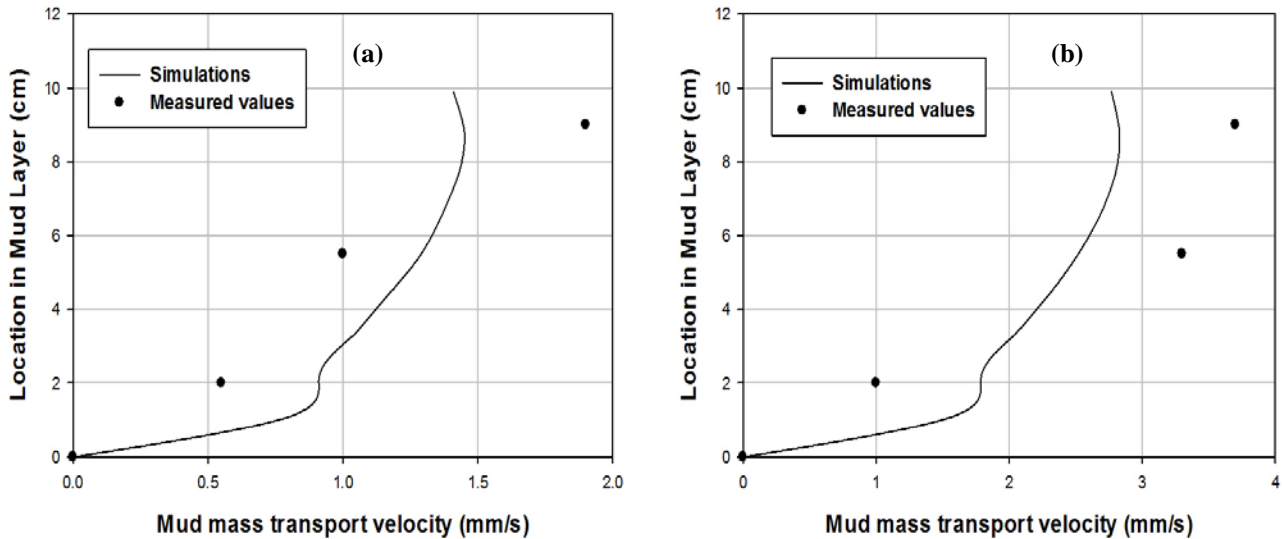 (a)
Simulations
Measured values
Location in Mud Layer (cm)
12
10
8
6
4
2
0
0.0 0.5 1.0 1.5 2.0
Mud mass transport velocity (mm/s)
(b)
Simulations
Measured values
Location in Mud Layer (cm)
12
10
8
6
4
2
0
0 1 2 3 4
Mud mass transport velocity (mm/s)